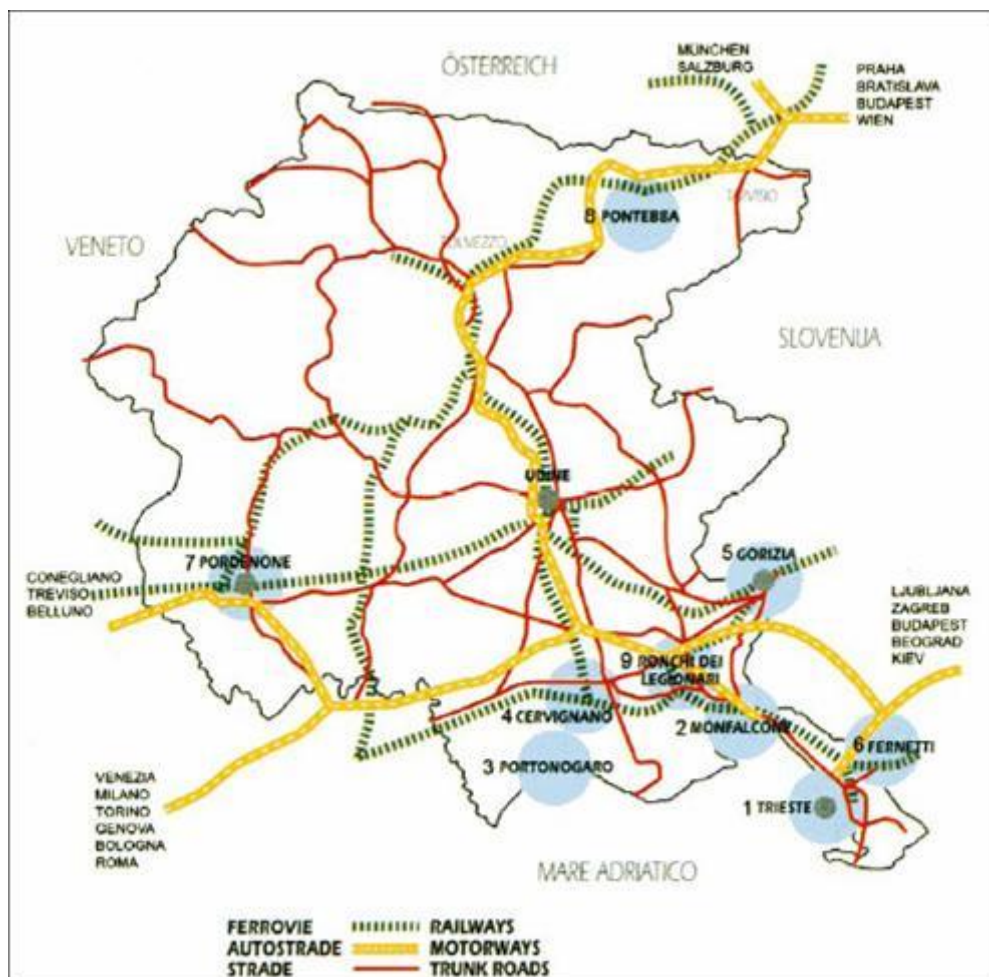 ÖSTERREICH
MÜNCHEN
SALZBURG
PRAHA
BRATISLAVA
BUDAPEST
WIEN
TARVISIO
8 PONTEBBA
VENETO
TOLMEZZO
SLOVENIJA
UDINE
7 PORDENONE
5 GORIZIA
CONEGLIANO
TREVISO
BELLUNO
LJUBLJANA
ZAGREB
BUDAPEST
BEOGRAD
KIEV
9 RONCHI DEI
LEGIONARI
4 CERVIGNANO
2 MONFALCONE
6 FERNETTI
3 PORTONOGARO
1 TRIESTE
VENEZIA
MILANO
TORINO
GENOVA
BOLOGNA
ROMA
MARE ADRIATICO
FERROVIE RAILWAYS
AUTOSTRADE MOTORWAYS
STRADE TRUNK ROADS